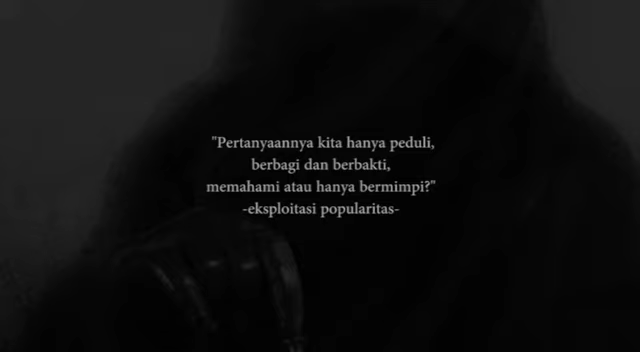 "Pertanyaannya kita hanya peduli,
berbagi dan berbakti,
memahami atau hanya bermimpi?"
-eksploitasi popularitas-